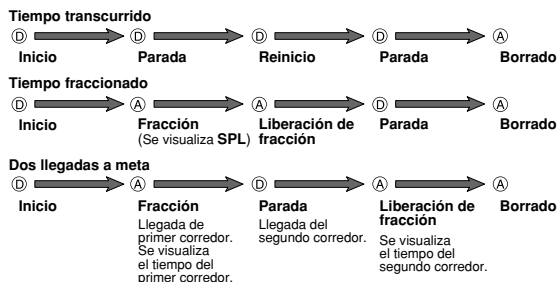 Tiempo transcurrido
D D D D A
Inicio Parada Reinicio Parada Borrado
Tiempo fraccionado
D A A D A
Inicio Fracción Liberación de Parada Borrado
(Se visualiza SPL) fracción
Dos llegadas a meta
D A D A A
Inicio Fracción Parada Liberación de Borrado
fracción
Llegada de Llegada del
primer corredor. segundo corredor.
Se visualiza Se visualiza
el tiempo del el tiempo del
primer corredor. segundo corredor.